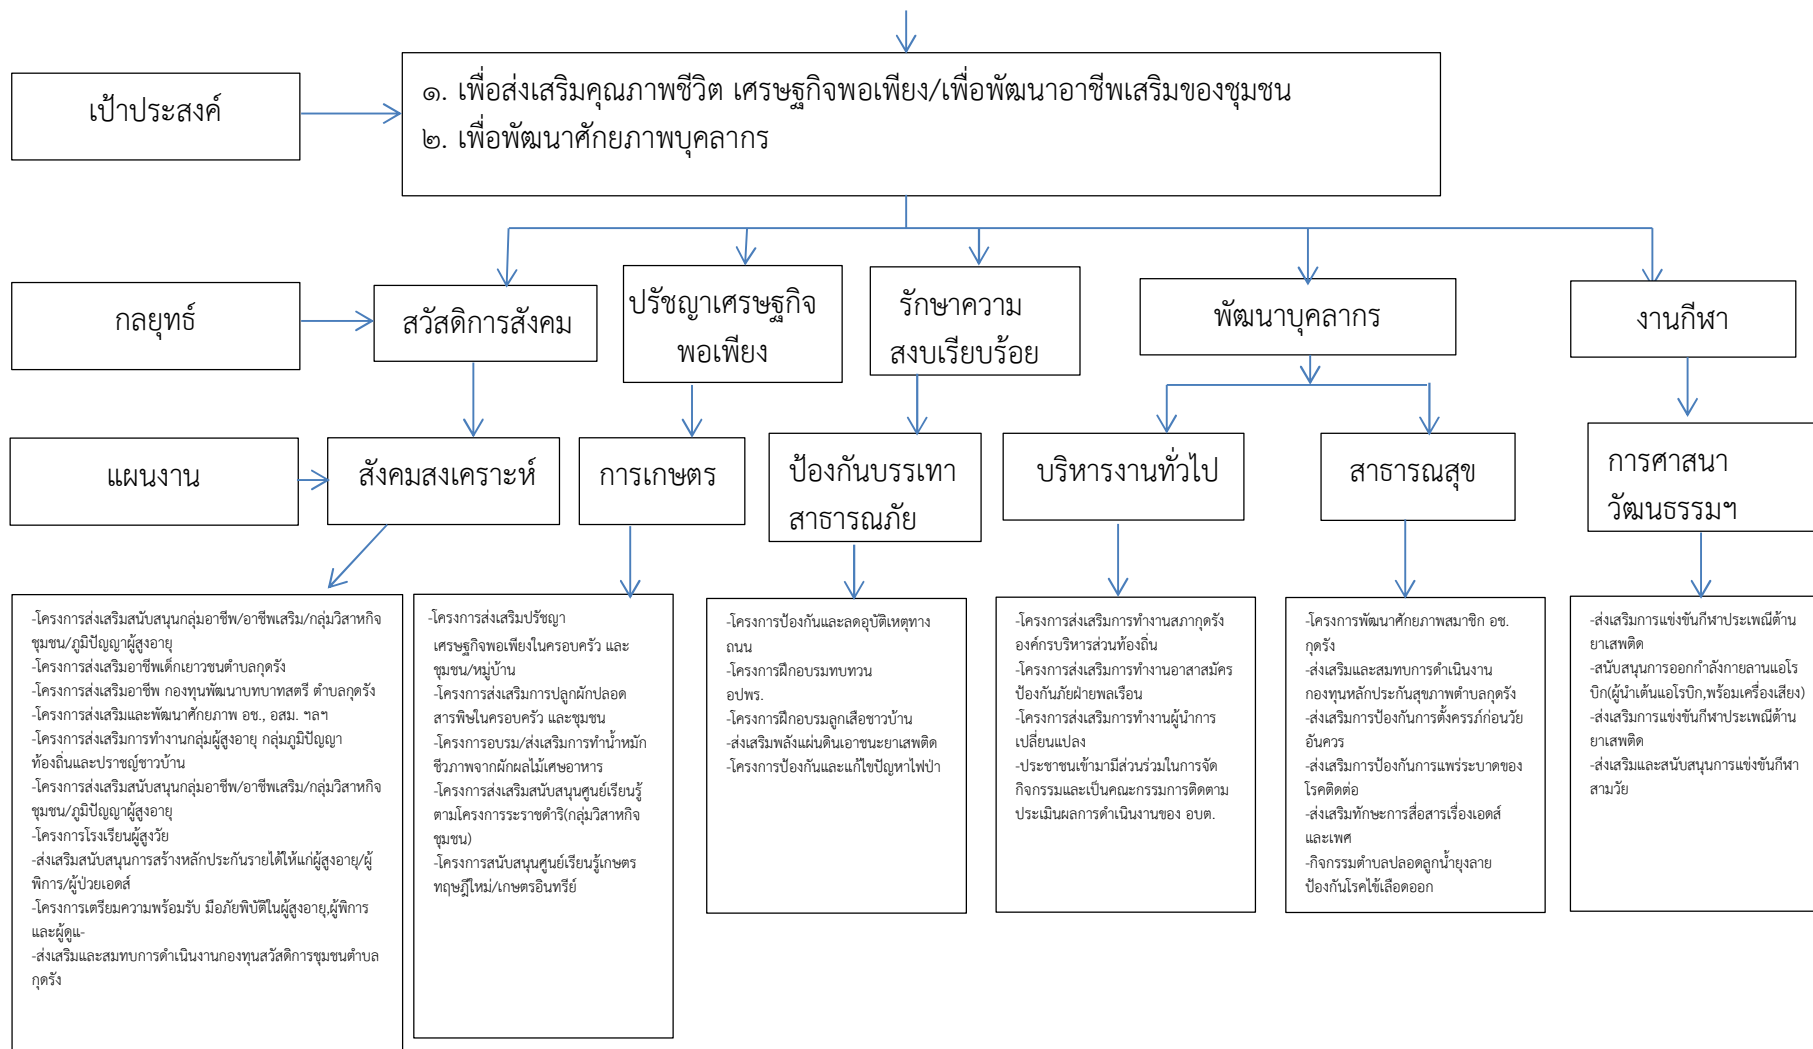 เป้าประสงค์
๑. เพื่อส่งเสริมคุณภาพชีวิต เศรษฐกิจพอเพียง/เพื่อพัฒนาอาชีพเสริมของชุมชน
๒. เพื่อพัฒนาศักยภาพบุคลากร
กลยุทธ์
สวัสดิการสังคม
ปรัชญาเศรษฐกิจ
พอเพียง
รักษาความ
สงบเรียบร้อย
พัฒนาบุคลากร
งานกีฬา
แผนงาน
สังคมสงเคราะห์
การเกษตร
ป้องกันบรรเทา
สาธารณภัย
บริหารงานทั่วไป
สาธารณสุข
การศาสนา
วัฒนธรรมฯ
-โครงการส่งเสริมสนับสนุนกลุ่มอาชีพ/อาชีพเสริม/กลุ่มวิสาหกิจ
ชุมชน/ภูมิปัญญาผู้สูงอายุ
-โครงการส่งเสริมอาชีพเด็กเยาวชนตำบลกุดรัง
-โครงการส่งเสริมอาชีพ กองทุนพัฒนาบทบาทสตรี ตำบลกุดรัง
-โครงการส่งเสริมและพัฒนาศักยภาพ อช., อสม. ฯลฯ
-โครงการส่งเสริมการทำงานกลุ่มผู้สูงอายุ กลุ่มภูมิปัญญา
ท้องถิ่นและปราชญ์ชาวบ้าน
-โครงการส่งเสริมสนับสนุนกลุ่มอาชีพ/อาชีพเสริม/กลุ่มวิสาหกิจ
ชุมชน/ภูมิปัญญาผู้สูงอายุ
-โครงการโรงเรียนผู้สูงวัย
-ส่งเสริมสนับสนุนการสร้างหลักประกันรายได้ให้แก่ผู้สูงอายุ/ผู้
พิการ/ผู้ป่วยเอดส์
-โครงการเตรียมความพร้อมรับ มือภัยพิบัติในผู้สูงอายุ,ผู้พิการ
และผู้ดูแ-
-ส่งเสริมและสมทบการดำเนินงานกองทุนสวัสดิการชุมชนตำบล
กุดรัง
-โครงการส่งเสริมปรัชญา
เศรษฐกิจพอเพียงในครอบครัว และ
ชุมชน/หมู่บ้าน
-โครงการส่งเสริมการปลูกผักปลอด
สารพิษในครอบครัว และชุมชน
-โครงการอบรม/ส่งเสริมการทำน้ำหมัก
ชีวภาพจากผักผลไม้เศษอาหาร
-โครงการส่งเสริมสนับสนุนศูนย์เรียนรู้
ตามโครงการระราชดำริ(กลุ่มวิสาหกิจ
ชุมชน)
-โครงการสนับสนุนศูนย์เรียนรู้เกษตร
ทฤษฎีใหม่/เกษตรอินทรีย์
-โครงการป้องกันและลดอุบัติเหตุทาง
ถนน
-โครงการฝึกอบรมทบทวน
อปพร.
-โครงการฝึกอบรมลูกเสือชาวบ้าน
-ส่งเสริมพลังแผ่นดินเอาชนะยาเสพติด
-โครงการป้องกันและแก้ไขปัญหาไฟป่า
-โครงการส่งเสริมการทำงานสภากุดรัง
องค์กรบริหารส่วนท้องถิ่น
-โครงการส่งเสริมการทำงานอาสาสมัคร
ป้องกันภัยฝ่ายพลเรือน
-โครงการส่งเสริมการทำงานผู้นำการ
เปลี่ยนแปลง
-ประชาชนเข้ามามีส่วนร่วมในการจัด
กิจกรรมและเป็นคณะกรรมการติดตาม
ประเมินผลการดำเนินงานของ อบต.
-โครงการพัฒนาศักยภาพสมาชิก อช.
กุดรัง
-ส่งเสริมและสมทบการดำเนินงาน
กองทุนหลักประกันสุขภาพตำบลกุดรัง
-ส่งเสริมการป้องกันการตั้งครรภ์ก่อนวัย
อันควร
-ส่งเสริมการป้องกันการแพร่ระบาดของ
โรคติดต่อ
-ส่งเสริมทักษะการสื่อสารเรื่องเอดส์
และเพศ
-กิจกรรมตำบลปลอดลูกน้ำยุงลาย
ป้องกันโรคไข้เลือดออก
-ส่งเสริมการแข่งขันกีฬาประเพณีต้าน
ยาเสพติด
-สนับสนุนการออกกำลังกายลานแอโร
บิก(ผู้นำเต้นแอโรบิก,พร้อมเครื่องเสียง)
-ส่งเสริมการแข่งขันกีฬาประเพณีต้าน
ยาเสพติด
-ส่งเสริมและสนับสนุนการแข่งขันกีฬา
สามวัย